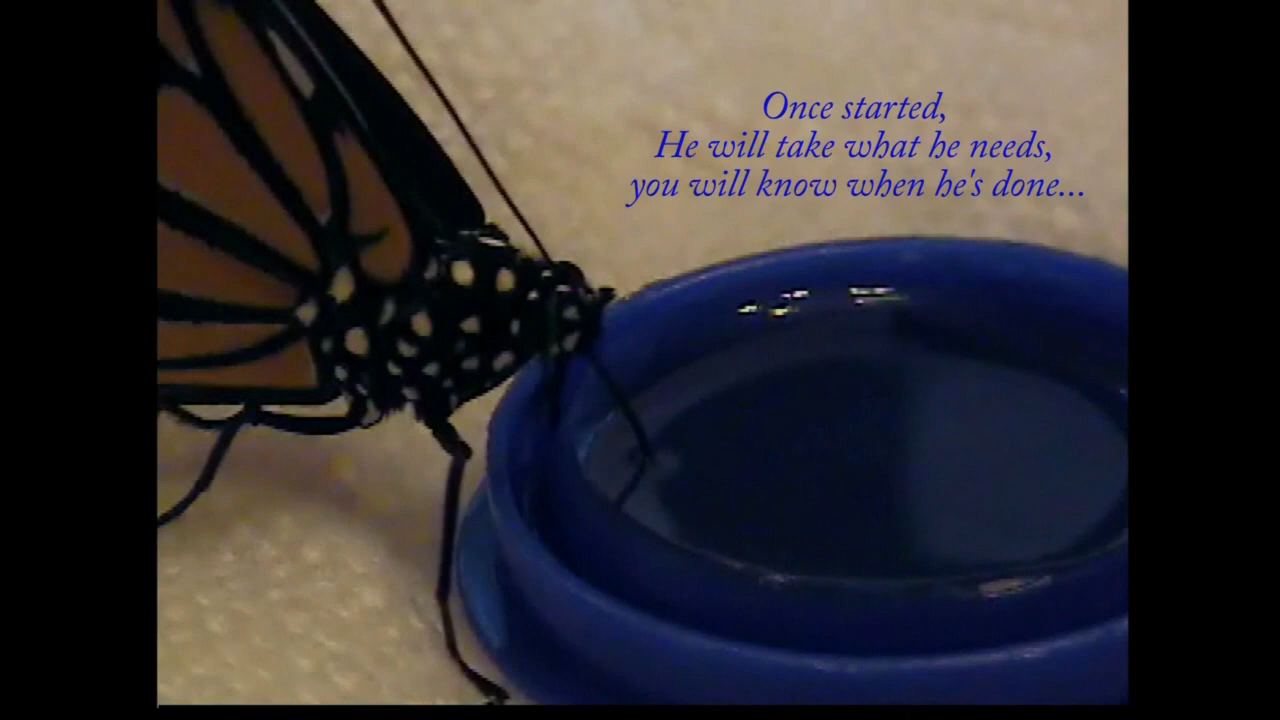 Once started,
He will take what he needs,
you will know when he's done...